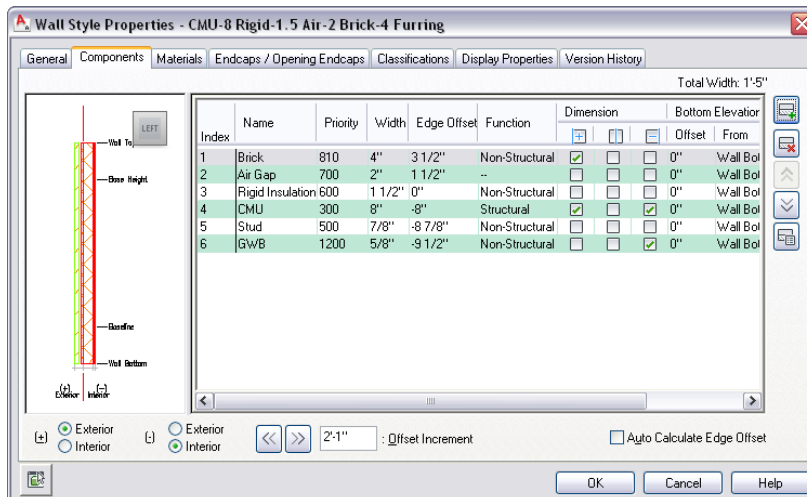 Wall Style Properties - CMU-8 Rigid-1.5 Air-2 Brick-4 Furring
General Components Materials Endcaps / Opening Endcaps Classifications Display Properties Version History
Total Width: 1'-5"
LEFT
Wall To
Base Height
Baseline
Wall Bottom
(+) (-)
Exterior Interior
Index Name Priority Width Edge Offset Function Dimension Bottom Elevation
Offset From
1 Brick 810 4" 3 1/2" Non-Structural 0" Wall Bot
2 Air Gap 700 2" 1 1/2" -- 0" Wall Bot
3 Rigid Insulation 600 1 1/2" 0" Non-Structural 0" Wall Bot
4 CMU 300 8" -8" Structural 0" Wall Bot
5 Stud 500 7/8" -8 7/8" Non-Structural 0" Wall Bot
6 GWB 1200 5/8" -9 1/2" Non-Structural 0" Wall Bot
(+) Exterior (-) Exterior
Interior Interior
2'-1" : Offset Increment
Auto Calculate Edge Offset
OK Cancel Help